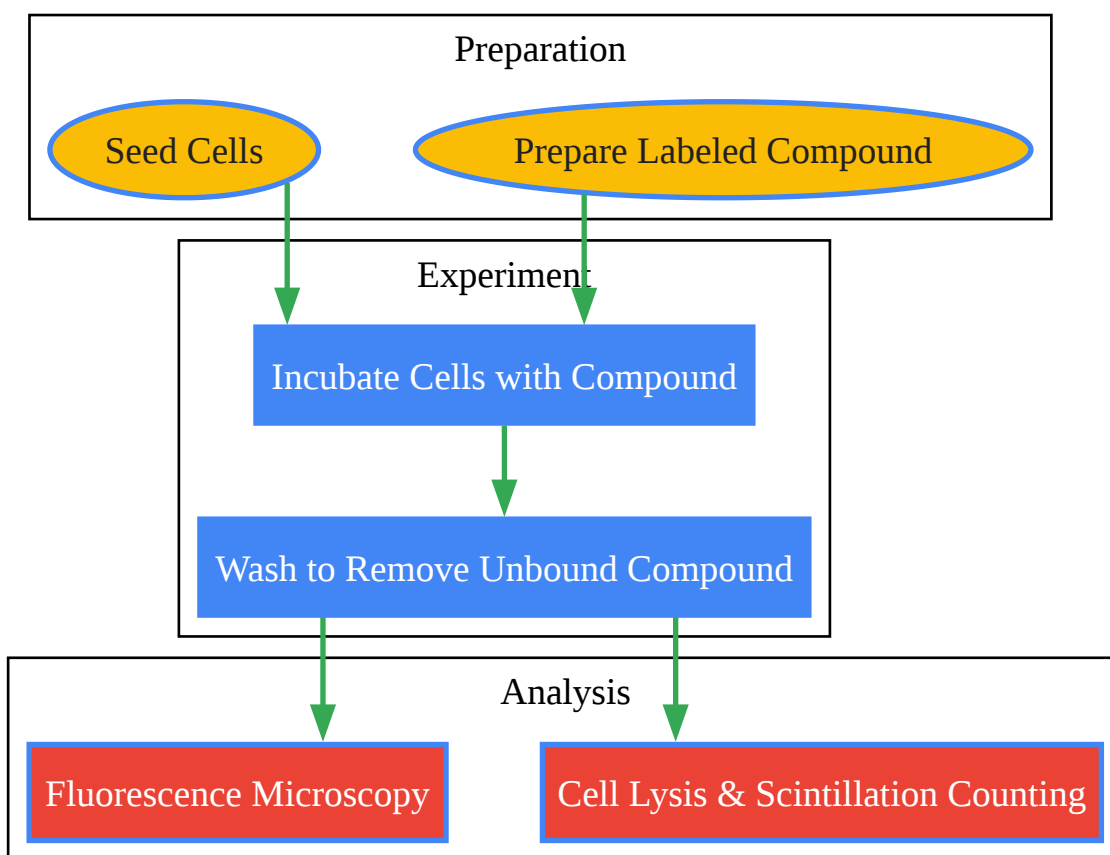 Preparation
Seed Cells
Prepare Labeled Compound
Experiment
Incubate Cells with Compound
Wash to Remove Unbound Compound
Analysis
Fluorescence Microscopy
Cell Lysis & Scintillation Counting